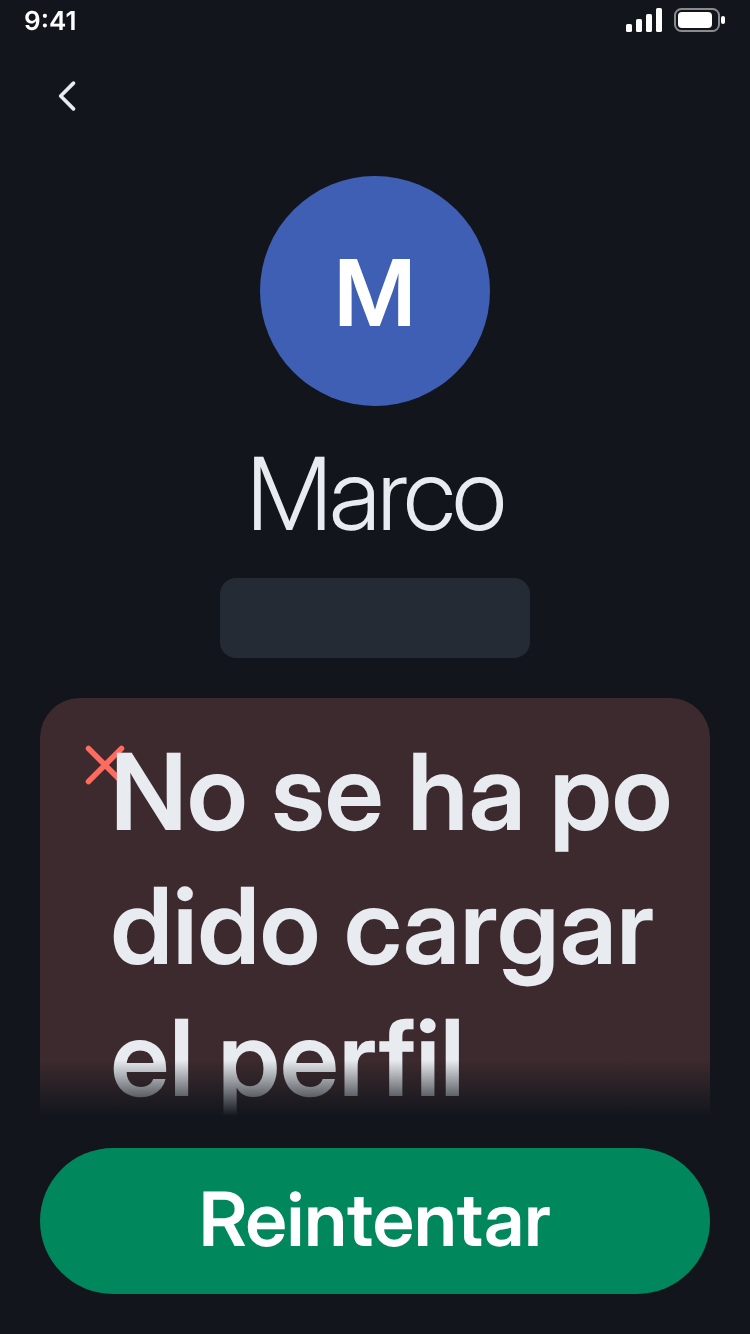 9:41
M
Marco
No se ha po
dido cargar
el perfil
Reintentar